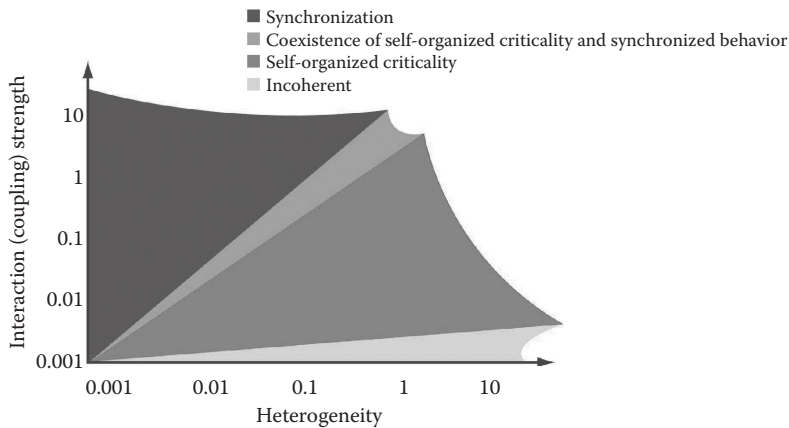 Synchronization
Coexistence of self-organized criticality and synchronized behavior
Self-organized criticality
Incoherent
Interaction (coupling) strength
10
1
0.1
0.01
0.001
0.001 0.01 0.1 1 10
Heterogeneity